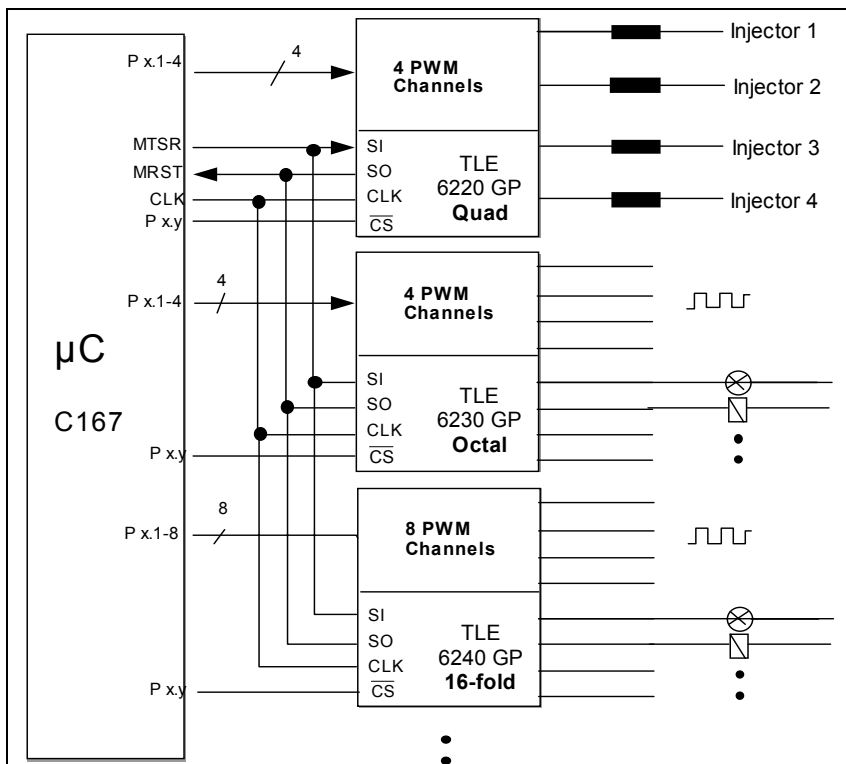 µC
C167
P x.1-4
4
4 PWM
Channels
Injector 1
Injector 2
MTSR
MRST
CLK
P x.y
SI
SO
CLK
CS
TLE
6220 GP
Quad
Injector 3
Injector 4
P x.1-4
4
4 PWM
Channels
SI
SO
CLK
CS
TLE
6230 GP
Octal
P x.y
P x.1-8
8
8 PWM
Channels
SI
SO
CLK
CS
TLE
6240 GP
16-fold
P x.y